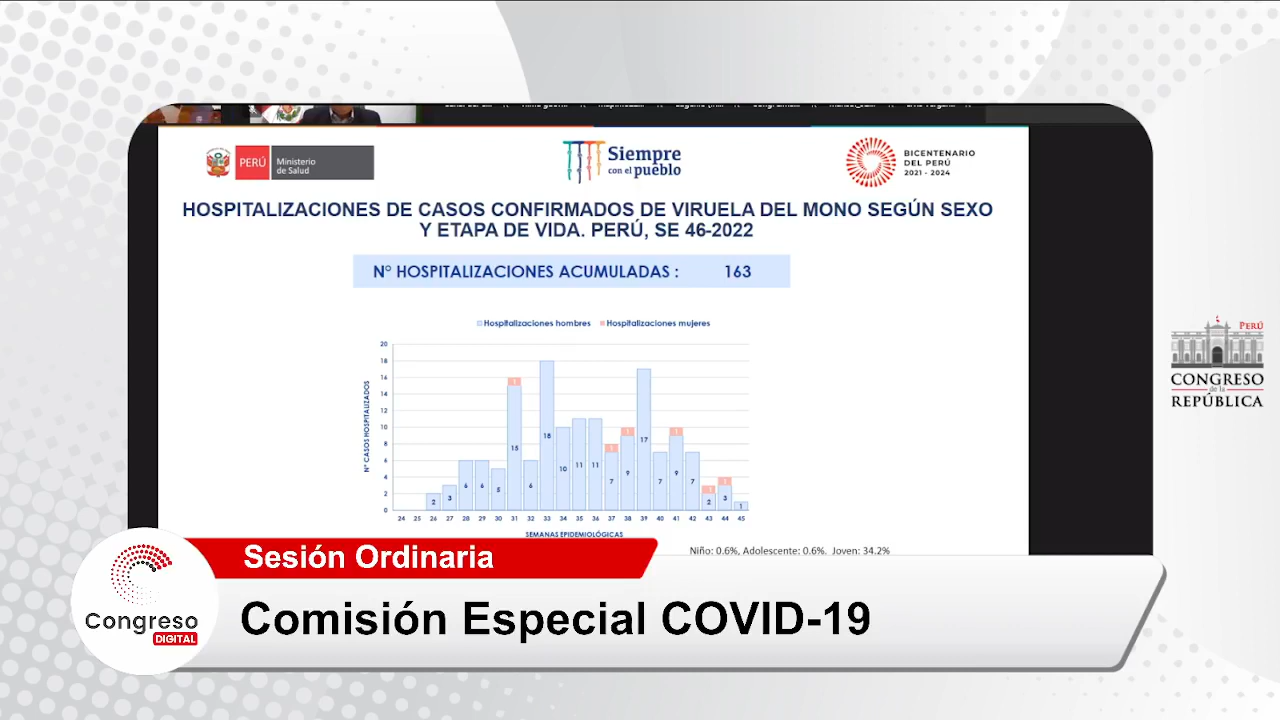 PERÚ
Ministerio
de Salud
Siempre
con el pueblo
BICENTENARIO
DEL PERÚ
2021 - 2024
HOSPITALIZACIONES DE CASOS CONFIRMADOS DE VIRUELA DEL MONO SEGÚN SEXO
Y ETAPA DE VIDA. PERÚ, SE 46-2022
N° HOSPITALIZACIONES ACUMULADAS : 163
Hospitalizaciones hombres Hospitalizaciones mujeres
N° CASOS HOSPITALIZADOS
20
18
16
14
12
10
8
6
4
2
0
2 3 6 6 5 15 6 18 10 11 11 7 9 17 7 9 7 2 3 1
1 1 1 1 1 1
24 25 26 27 28 29 30 31 32 33 34 35 36 37 38 39 40 41 42 43 44 45
SEMANAS EPIDEMIOLÓGICAS
Niño: 0.6%, Adolescente: 0.6%, Joven: 34.2%
PERÚ
CONGRESO
de la
REPÚBLICA
Sesión Ordinaria
Comisión Especial COVID-19
Congreso
DIGITAL